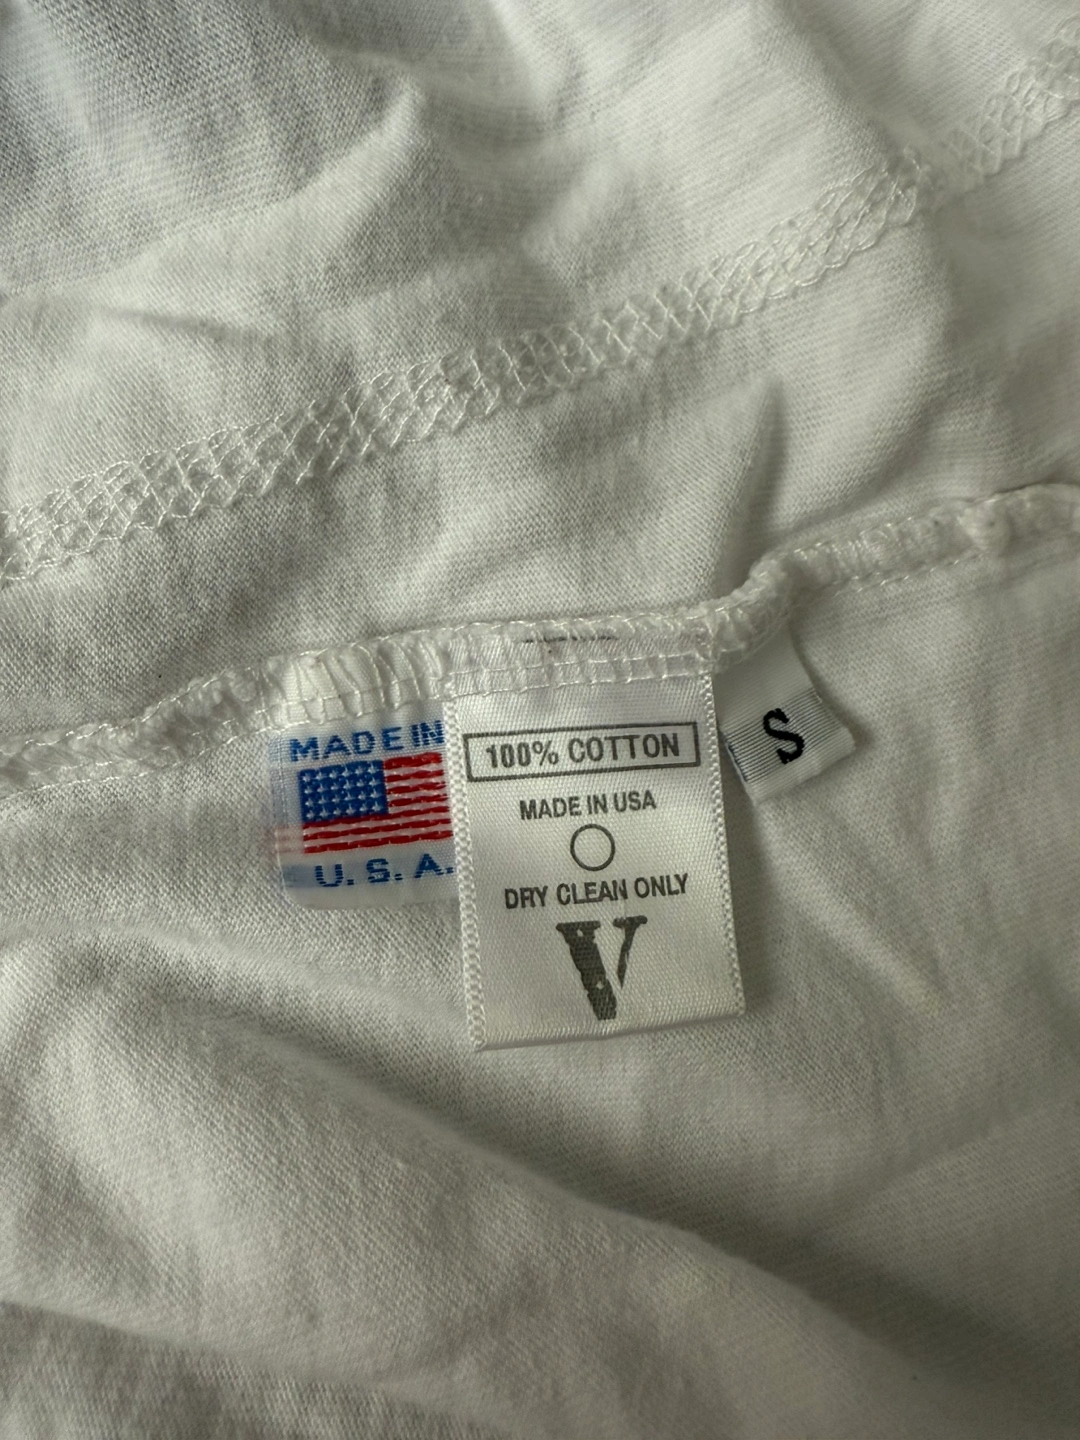 MADE IN
U. S. A.
100% COTTON
MADE IN USA
DRY CLEAN ONLY
V
S